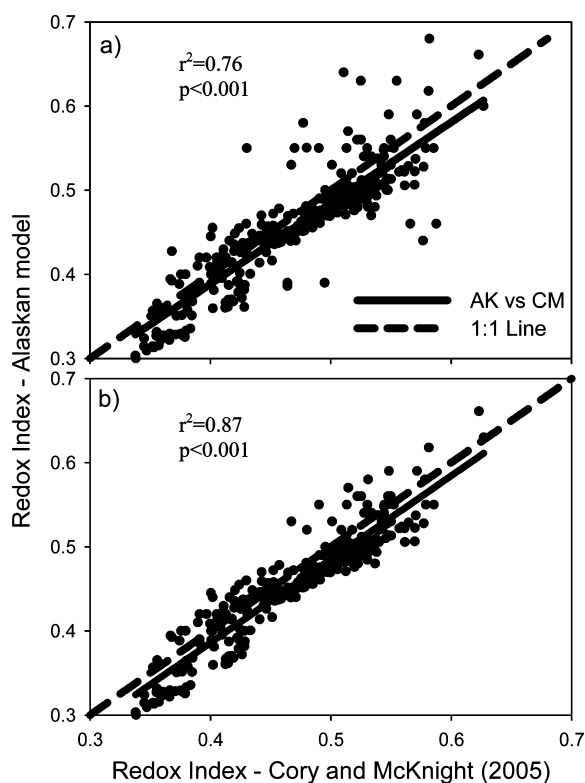 0.7
a)
r²=0.76
p<0.001
0.6
0.5
0.4
AK vs CM
1:1 Line
0.3
0.7
b)
r²=0.87
p<0.001
0.6
0.5
0.4
0.3
0.3 0.4 0.5 0.6 0.7
Redox Index - Alaskan model
Redox Index - Cory and McKnight (2005)